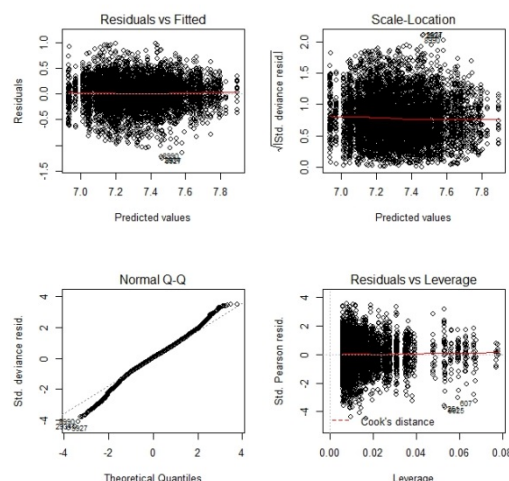 Residuals vs Fitted
Residuals
1.0
0.5
0.0
-0.5
-1.5
7.0 7.2 7.4 7.6 7.8
Predicted values
Scale-Location
√|Std. deviance resid.|
2.0
1.5
1.0
0.5
0.0
7.0 7.2 7.4 7.6 7.8
Predicted values
Normal Q-Q
Std. deviance resid.
4
2
0
-2
-4
-4 -2 0 2 4
Theoretical Quantiles
Residuals vs Leverage
Std. Pearson resid.
4
2
0
-2
-4
607
Cook's distance
0.00 0.02 0.04 0.06 0.08
Leverage